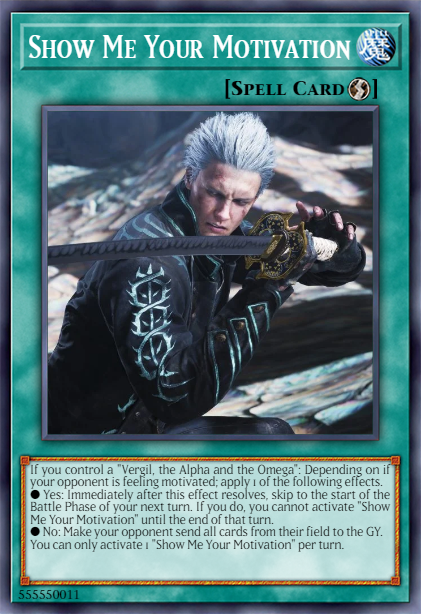 SHOW ME YOUR MOTIVATION
魔
[SPELL CARD]
If you control a "Vergil, the Alpha and the Omega": Depending on if
your opponent is feeling motivated; apply 1 of the following effects.
● Yes: Immediately after this effect resolves, skip to the start of the
Battle Phase of your next turn. If you do, you cannot activate "Show
Me Your Motivation" until the end of that turn.
● No: Make your opponent send all cards from their field to the GY.
You can only activate 1 "Show Me Your Motivation" per turn.
555550011